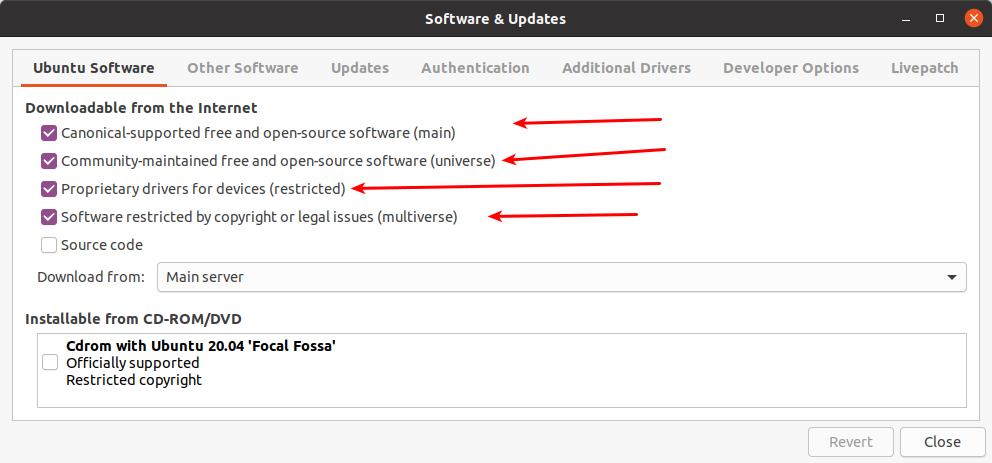 Software & Updates
Ubuntu Software Other Software Updates Authentication Additional Drivers Developer Options Livepatch
Downloadable from the Internet
Canonical-supported free and open-source software (main)
Community-maintained free and open-source software (universe)
Proprietary drivers for devices (restricted)
Software restricted by copyright or legal issues (multiverse)
Source code
Download from: Main server
Installable from CD-ROM/DVD
Cdrom with Ubuntu 20.04 'Focal Fossa'
Officially supported
Restricted copyright
Revert Close